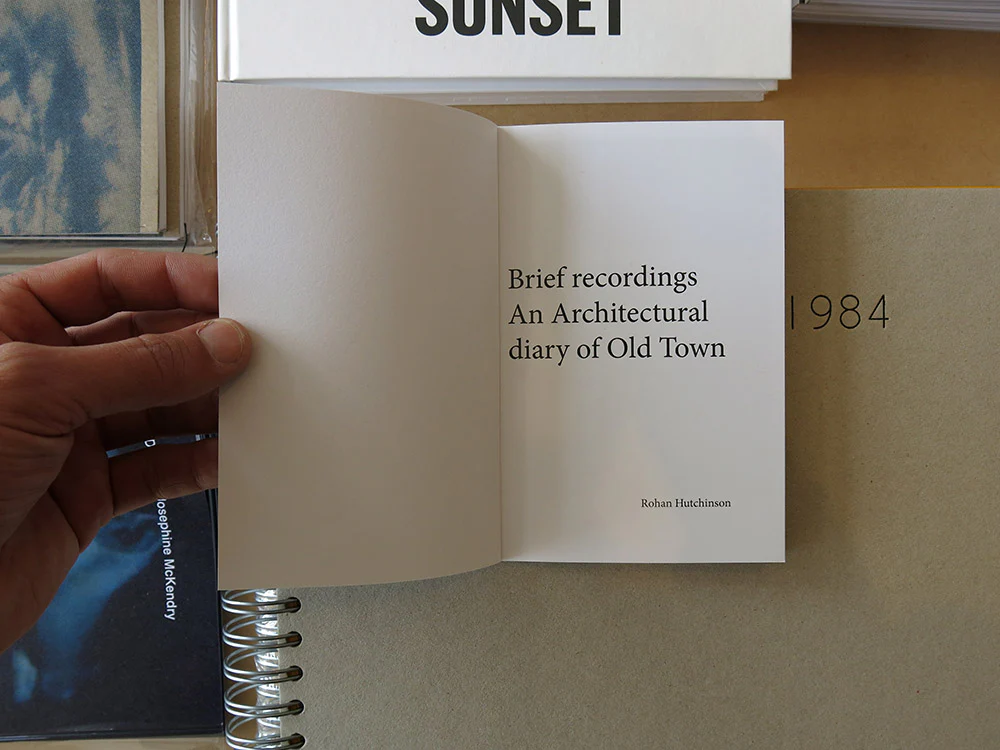 SUNSET
Brief recordings
An Architectural
diary of Old Town
1984
Rohan Hutchinson
Josephine McKendry